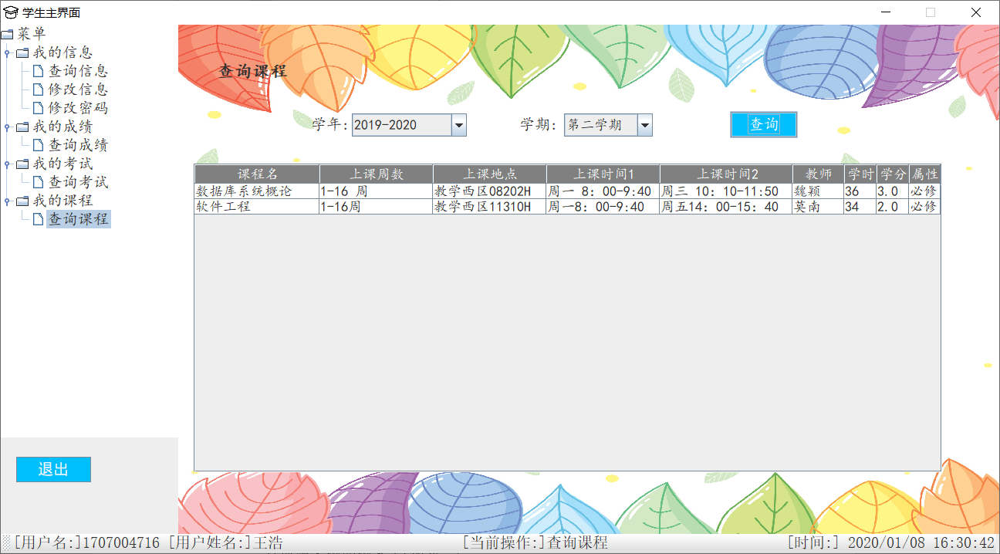 学生主界面
菜单
我的信息
查询信息
修改信息
修改密码
我的成绩
查询成绩
我的考试
查询考试
我的课程
查询课程
退出
查询课程
学年: 2019-2020 学期: 第二学期 查询
课程名 上课周数 上课地点 上课时间1 上课时间2 教师 学时 学分 属性
数据库系统概论 1-16 周 教学西区08202H 周一 8：00-9:40 周三 10：10-11:50 魏颖 36 3.0 必修
软件工程 1-16周 教学西区11310H 周一8：00-9:40 周五14：00-15：40 莫南 34 2.0 必修
[用户名:]1707004716 [用户姓名:]王浩 [当前操作:]查询课程 [时间:] 2020/01/08 16:30:42